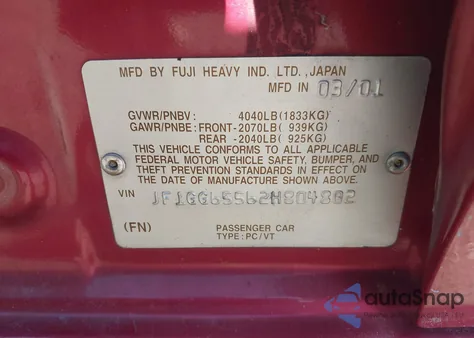 MFD BY FUJI HEAVY IND. LTD., JAPAN
MFD IN 03/01
GVWR/PNBV : 4040LB(1833KG)
GAWR/PNBE: FRONT-2070LB( 939KG)
REAR -2040LB( 925KG)
THIS VEHICLE CONFORMS TO ALL APPLICABLE
FEDERAL MOTOR VEHICLE SAFETY, BUMPER, AND
THEFT PREVENTION STANDARDS IN EFFECT ON THE
DATE OF MANUFACTURE SHOWN ABOVE.
VIN JF1GG65562H804802
(FN) PASSENGER CAR
TYPE: PC/VT
autoSnap